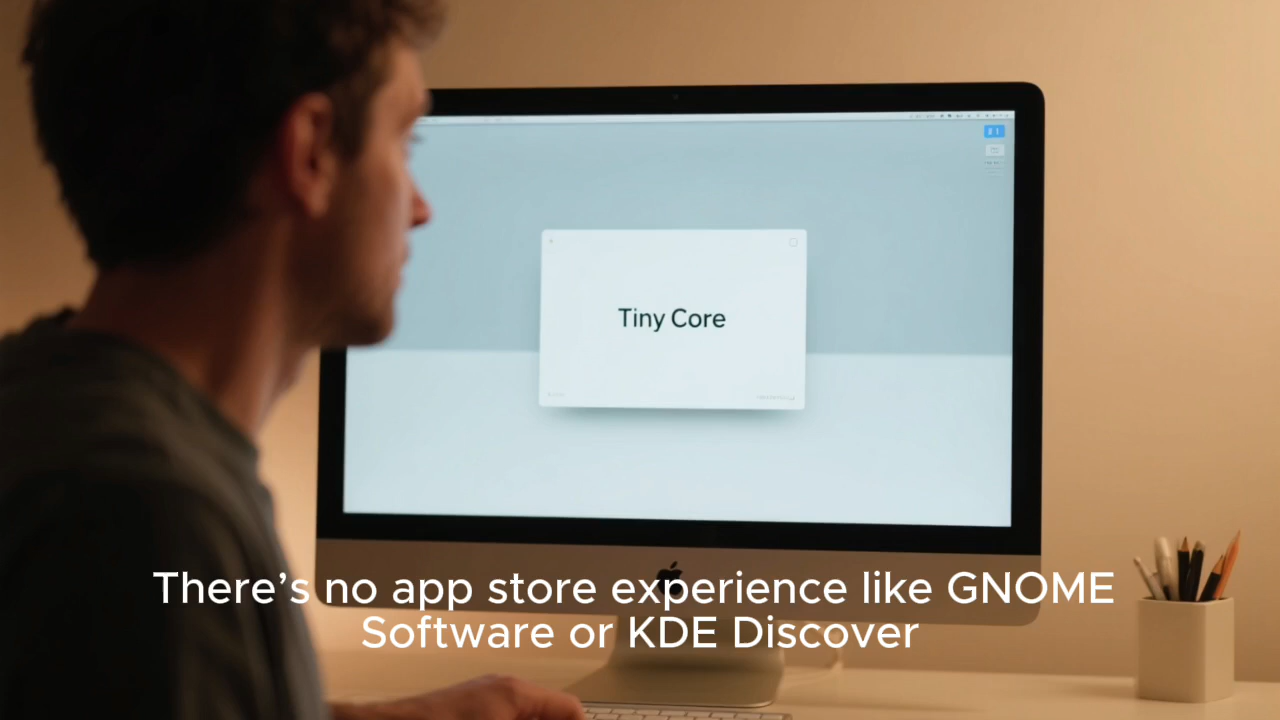 Tiny Core
There's no app store experience like GNOME
Software or KDE Discover